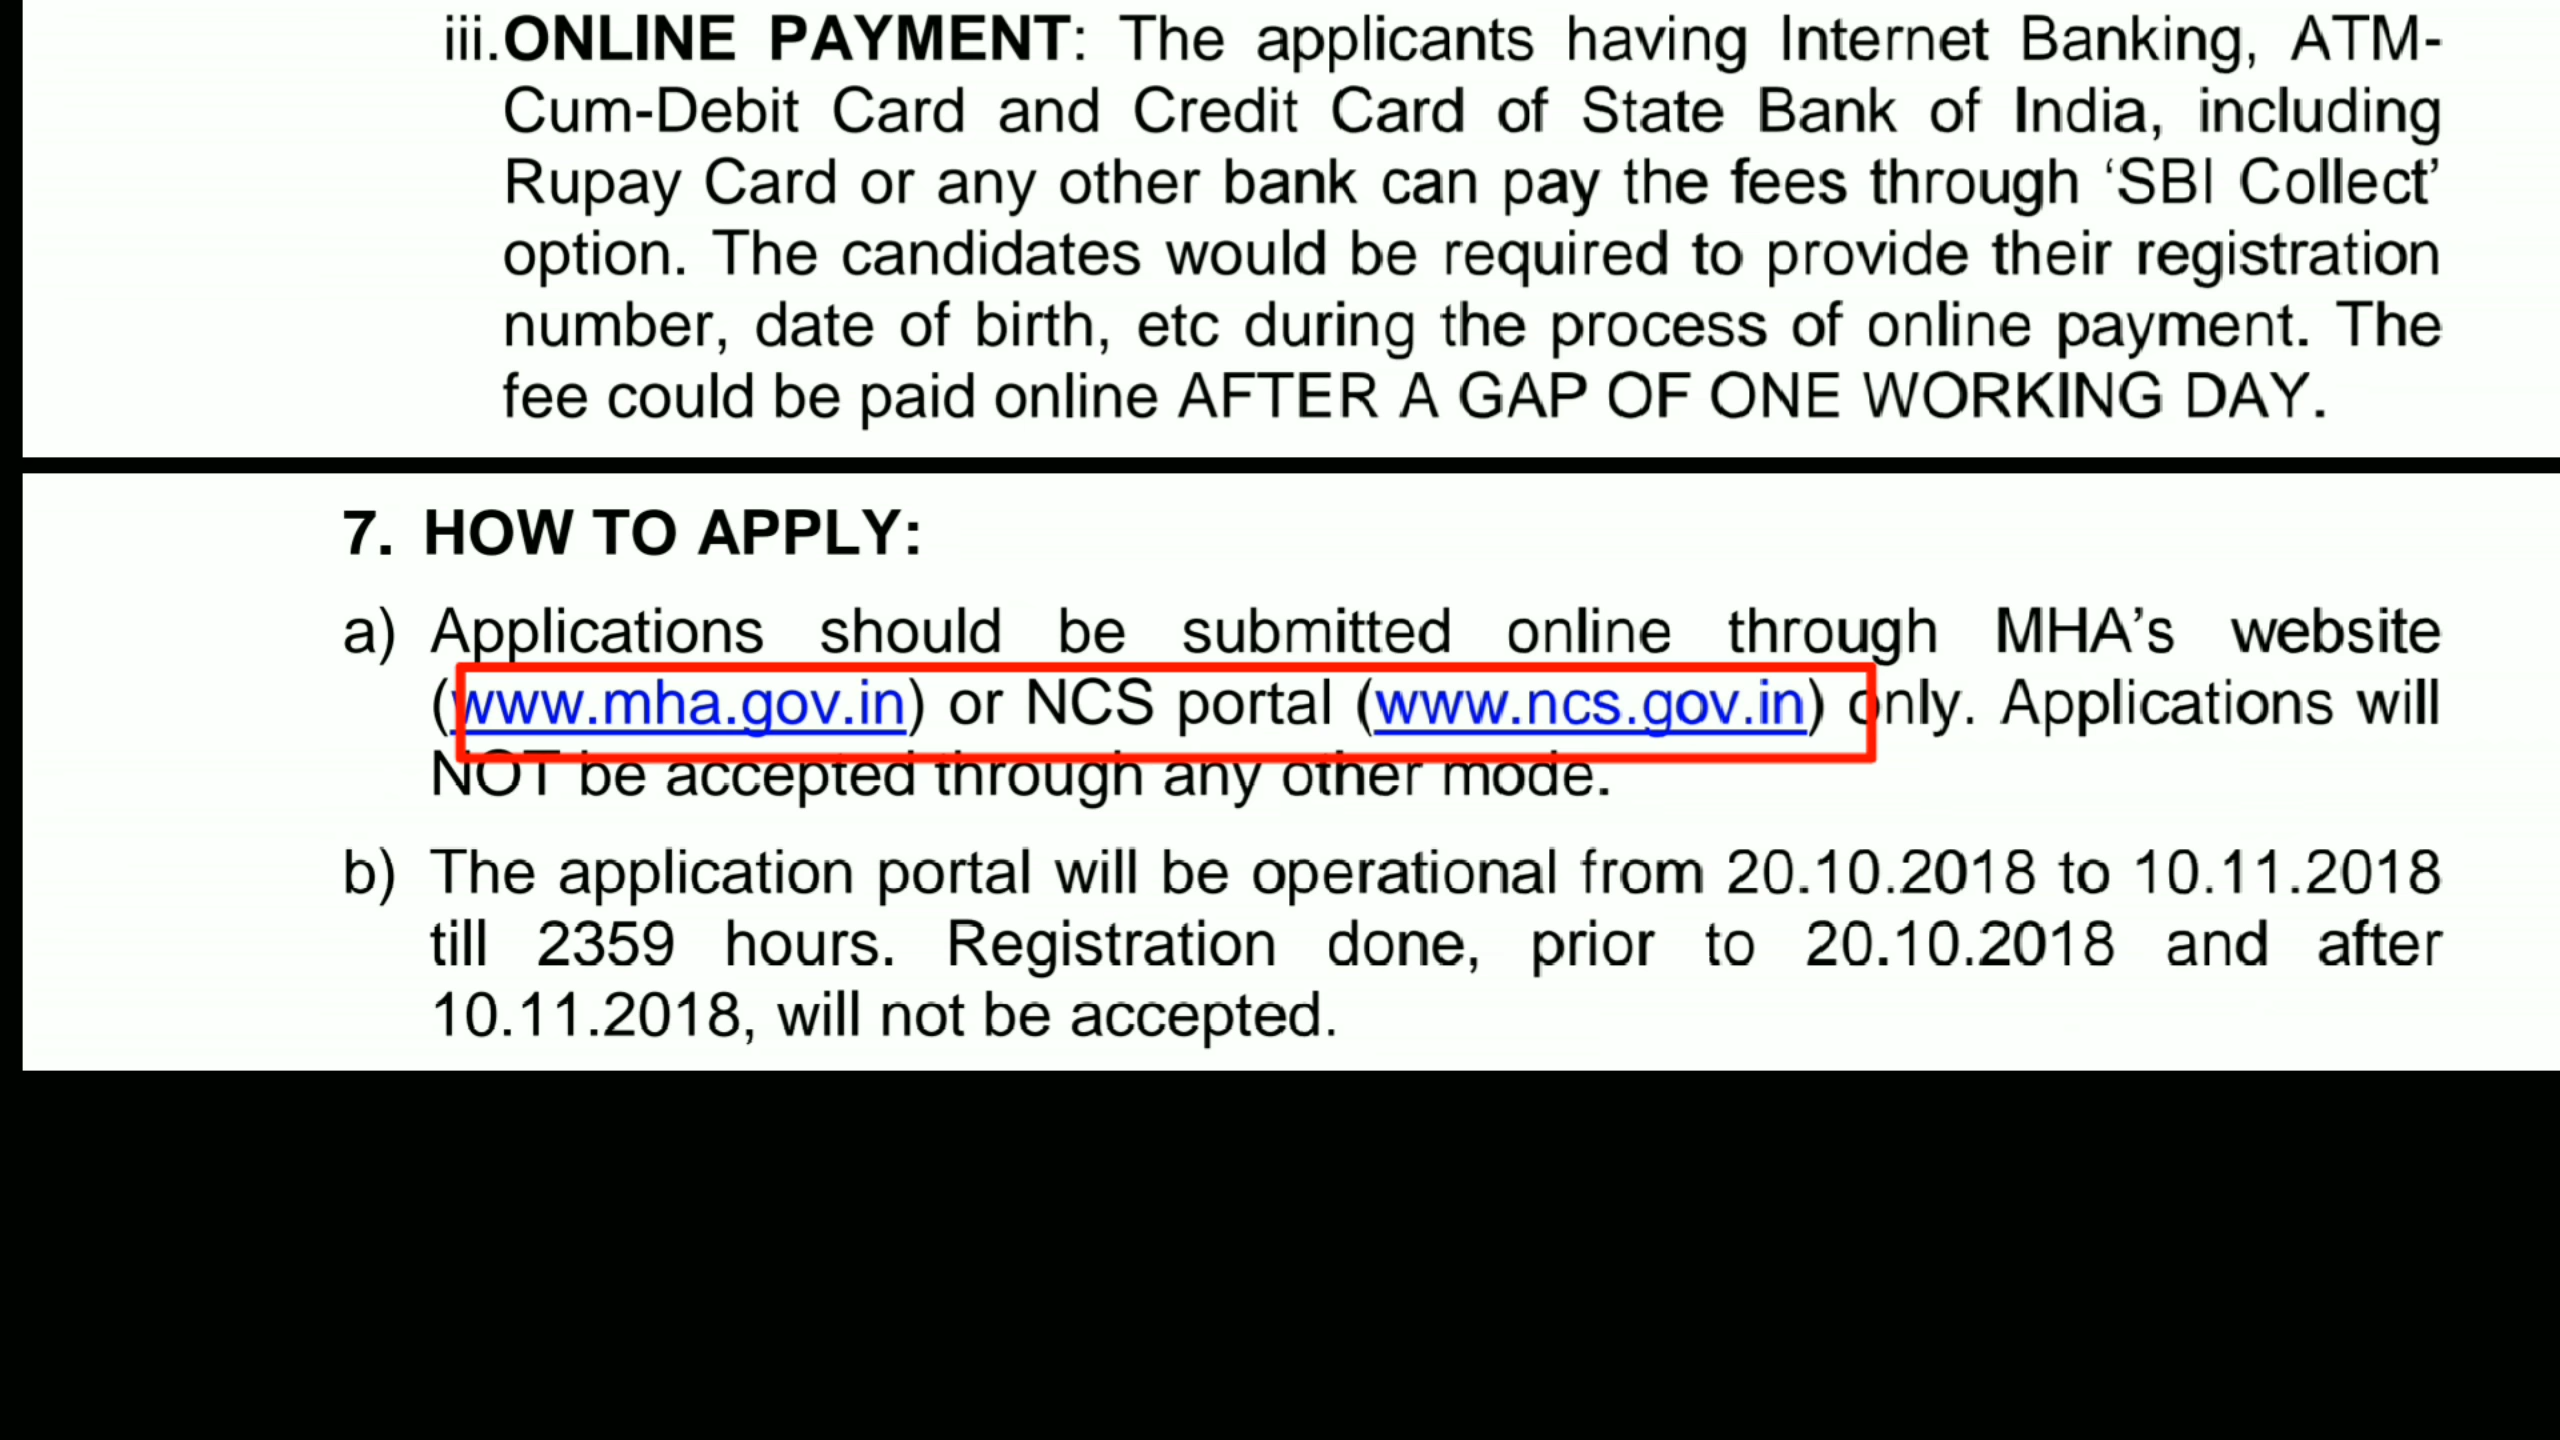 iii.ONLINE PAYMENT: The applicants having Internet Banking, ATM-
Cum-Debit Card and Credit Card of State Bank of India, including
Rupay Card or any other bank can pay the fees through ‘SBI Collect’
option. The candidates would be required to provide their registration
number, date of birth, etc during the process of online payment. The
fee could be paid online AFTER A GAP OF ONE WORKING DAY.
7. HOW TO APPLY:
a) Applications should be submitted online through MHA’s website
(www.mha.gov.in) or NCS portal (www.ncs.gov.in) only. Applications will
NOT be accepted through any other mode.
b) The application portal will be operational from 20.10.2018 to 10.11.2018
till 2359 hours. Registration done, prior to 20.10.2018 and after
10.11.2018, will not be accepted.